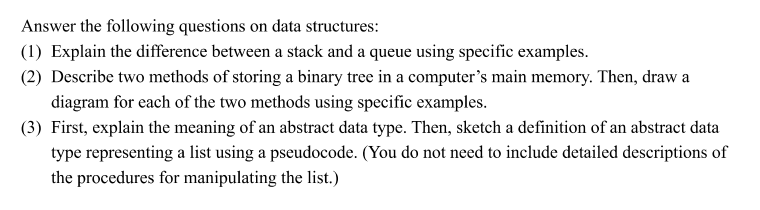 Answer the following questions on data structures:
(1) Explain the difference between a stack and a queue using specific examples.
(2) Describe two methods of storing a binary tree in a computer’s main memory. Then, draw a
diagram for each of the two methods using specific examples.
(3) First, explain the meaning of an abstract data type. Then, sketch a definition of an abstract data
type representing a list using a pseudocode. (You do not need to include detailed descriptions of
the procedures for manipulating the list.)